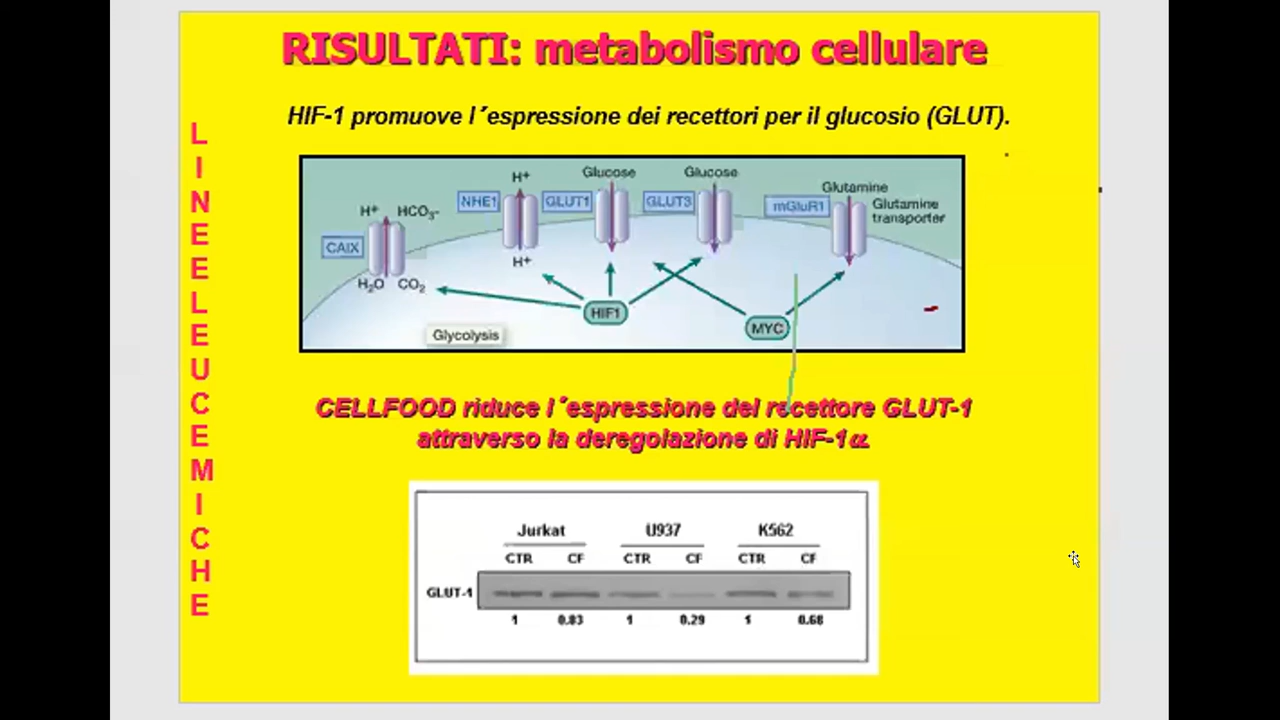 RISULTATI: metabolismo cellulare
HIF-1 promuove l´espressione dei recettori per il glucosio (GLUT).
LINEE LEUCEMICHE
H+ Glucose Glucose Glutamine
NHE1 GLUT1 GLUT3 mGluR1 Glutamine
transporter
H+ HCO3-
CAIX
H+
H2O CO2
HIF1
MYC
Glycolysis
CELLFOOD riduce l´espressione del recettore GLUT-1
attraverso la deregolazione di HIF-1α
Jurkat U937 K562
CTR CF CTR CF CTR CF
GLUT-1
1 0.83 1 0.29 1 0.68